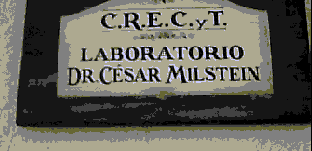 C.R.E.C.yT.
LABORATORIO
DR CÉSAR MILSTEIN